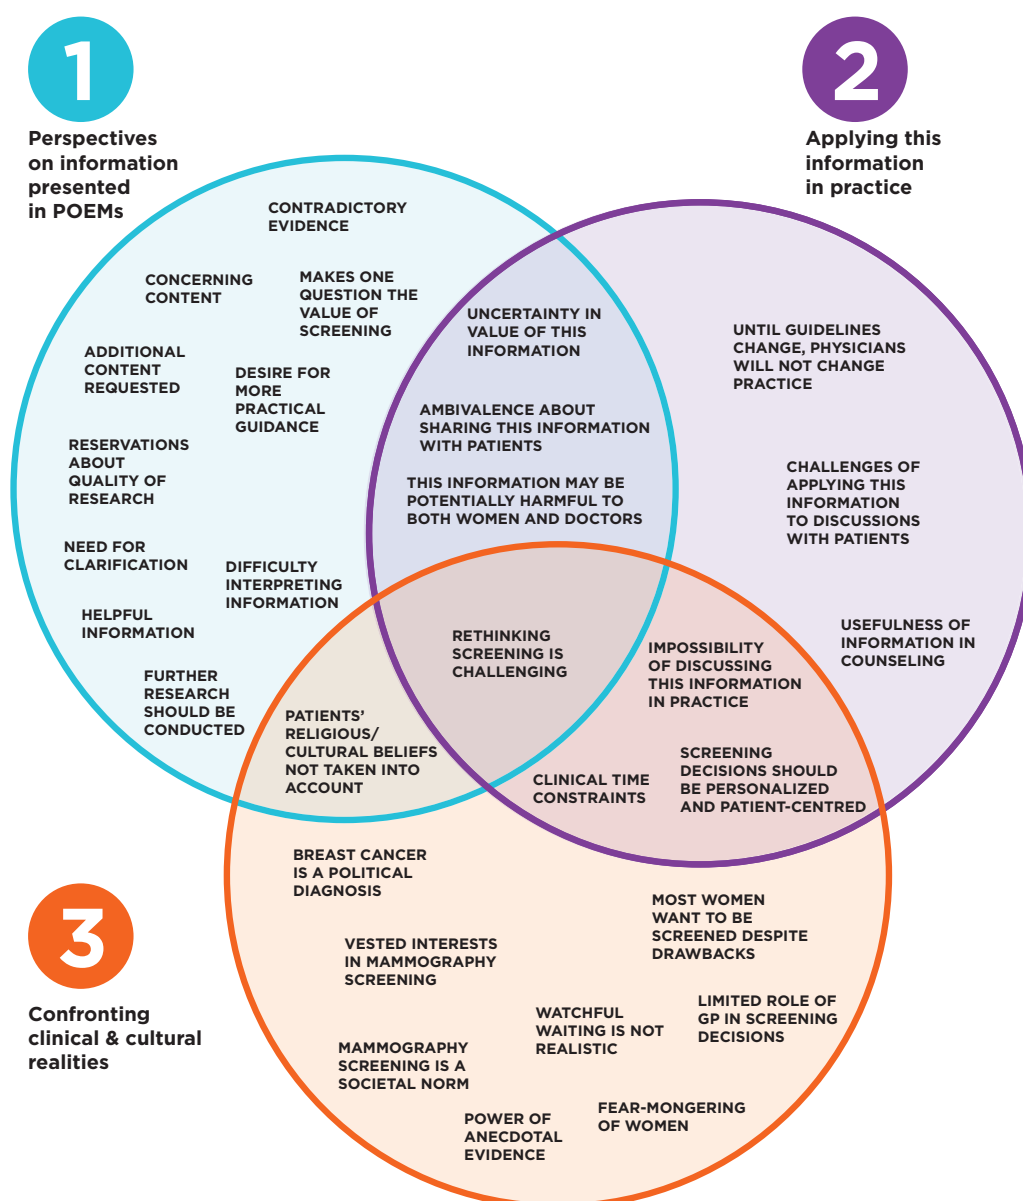 1
Perspectives
on information
presented
in POEMs
2
Applying this
information
in practice
CONTRADICTORY
EVIDENCE
CONCERNING
CONTENT
MAKES ONE
QUESTION THE
VALUE OF
SCREENING
ADDITIONAL
CONTENT
REQUESTED
DESIRE FOR
MORE
PRACTICAL
GUIDANCE
RESERVATIONS
ABOUT
QUALITY OF
RESEARCH
NEED FOR
CLARIFICATION
DIFFICULTY
INTERPRETING
INFORMATION
HELPFUL
INFORMATION
FURTHER
RESEARCH
SHOULD BE
CONDUCTED
UNCERTAINTY IN
VALUE OF THIS
INFORMATION
AMBIVALENCE ABOUT
SHARING THIS INFORMATION
WITH PATIENTS
THIS INFORMATION MAY BE
POTENTIALLY HARMFUL TO
BOTH WOMEN AND DOCTORS
UNTIL GUIDELINES
CHANGE, PHYSICIANS
WILL NOT CHANGE
PRACTICE
CHALLENGES OF
APPLYING THIS
INFORMATION
TO DISCUSSIONS
WITH PATIENTS
USEFULNESS OF
INFORMATION IN
COUNSELING
RETHINKING
SCREENING IS
CHALLENGING
IMPOSSIBILITY
OF DISCUSSING
THIS INFORMATION
IN PRACTICE
PATIENTS’
RELIGIOUS/
CULTURAL BELIEFS
NOT TAKEN INTO
ACCOUNT
CLINICAL TIME
CONSTRAINTS
SCREENING
DECISIONS SHOULD
BE PERSONALIZED
AND PATIENT-CENTRED
3
Confronting
clinical & cultural
realities
BREAST CANCER
IS A POLITICAL
DIAGNOSIS
MOST WOMEN
WANT TO BE
SCREENED DESPITE
DRAWBACKS
VESTED INTERESTS
IN MAMMOGRAPHY
SCREENING
WATCHFUL
WAITING IS NOT
REALISTIC
LIMITED ROLE OF
GP IN SCREENING
DECISIONS
MAMMOGRAPHY
SCREENING IS A
SOCIETAL NORM
POWER OF
ANECDOTAL
EVIDENCE
FEAR-MONGERING
OF WOMEN